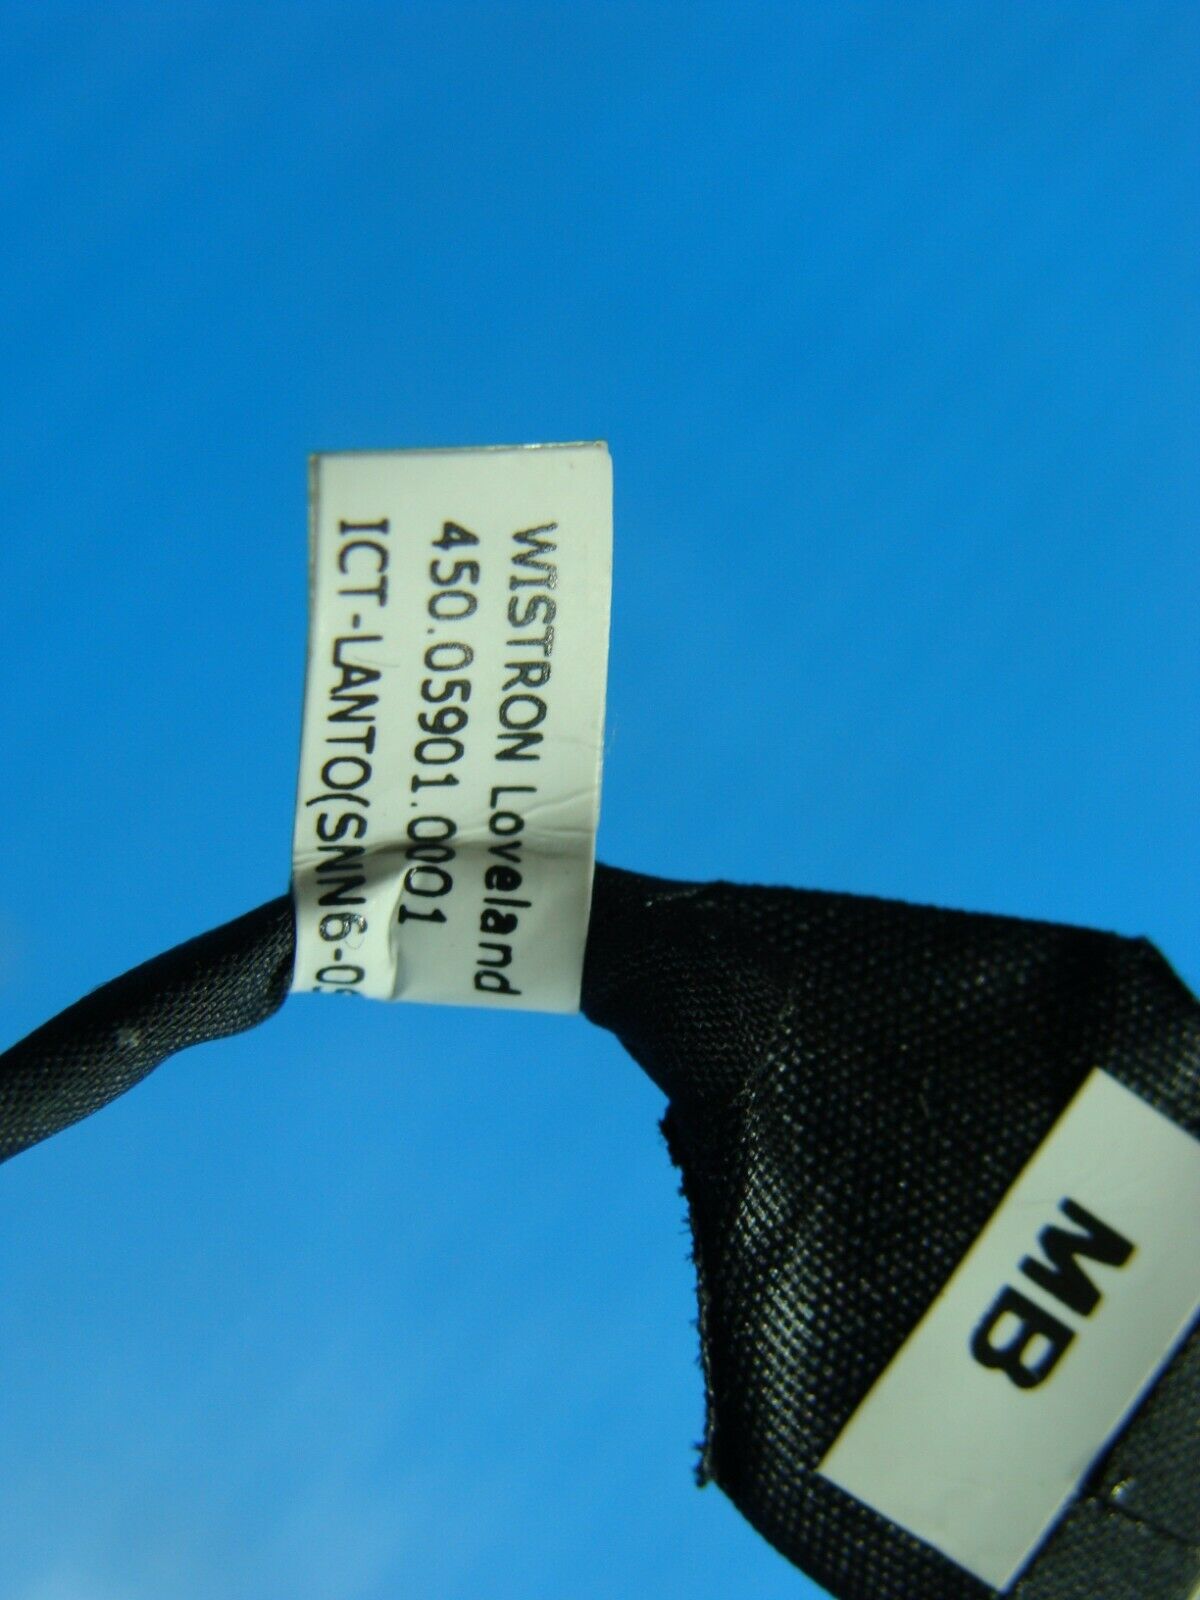 WISTRON Loveland
450.05901.0001
ICT-LANTO(SNN6-0
MB